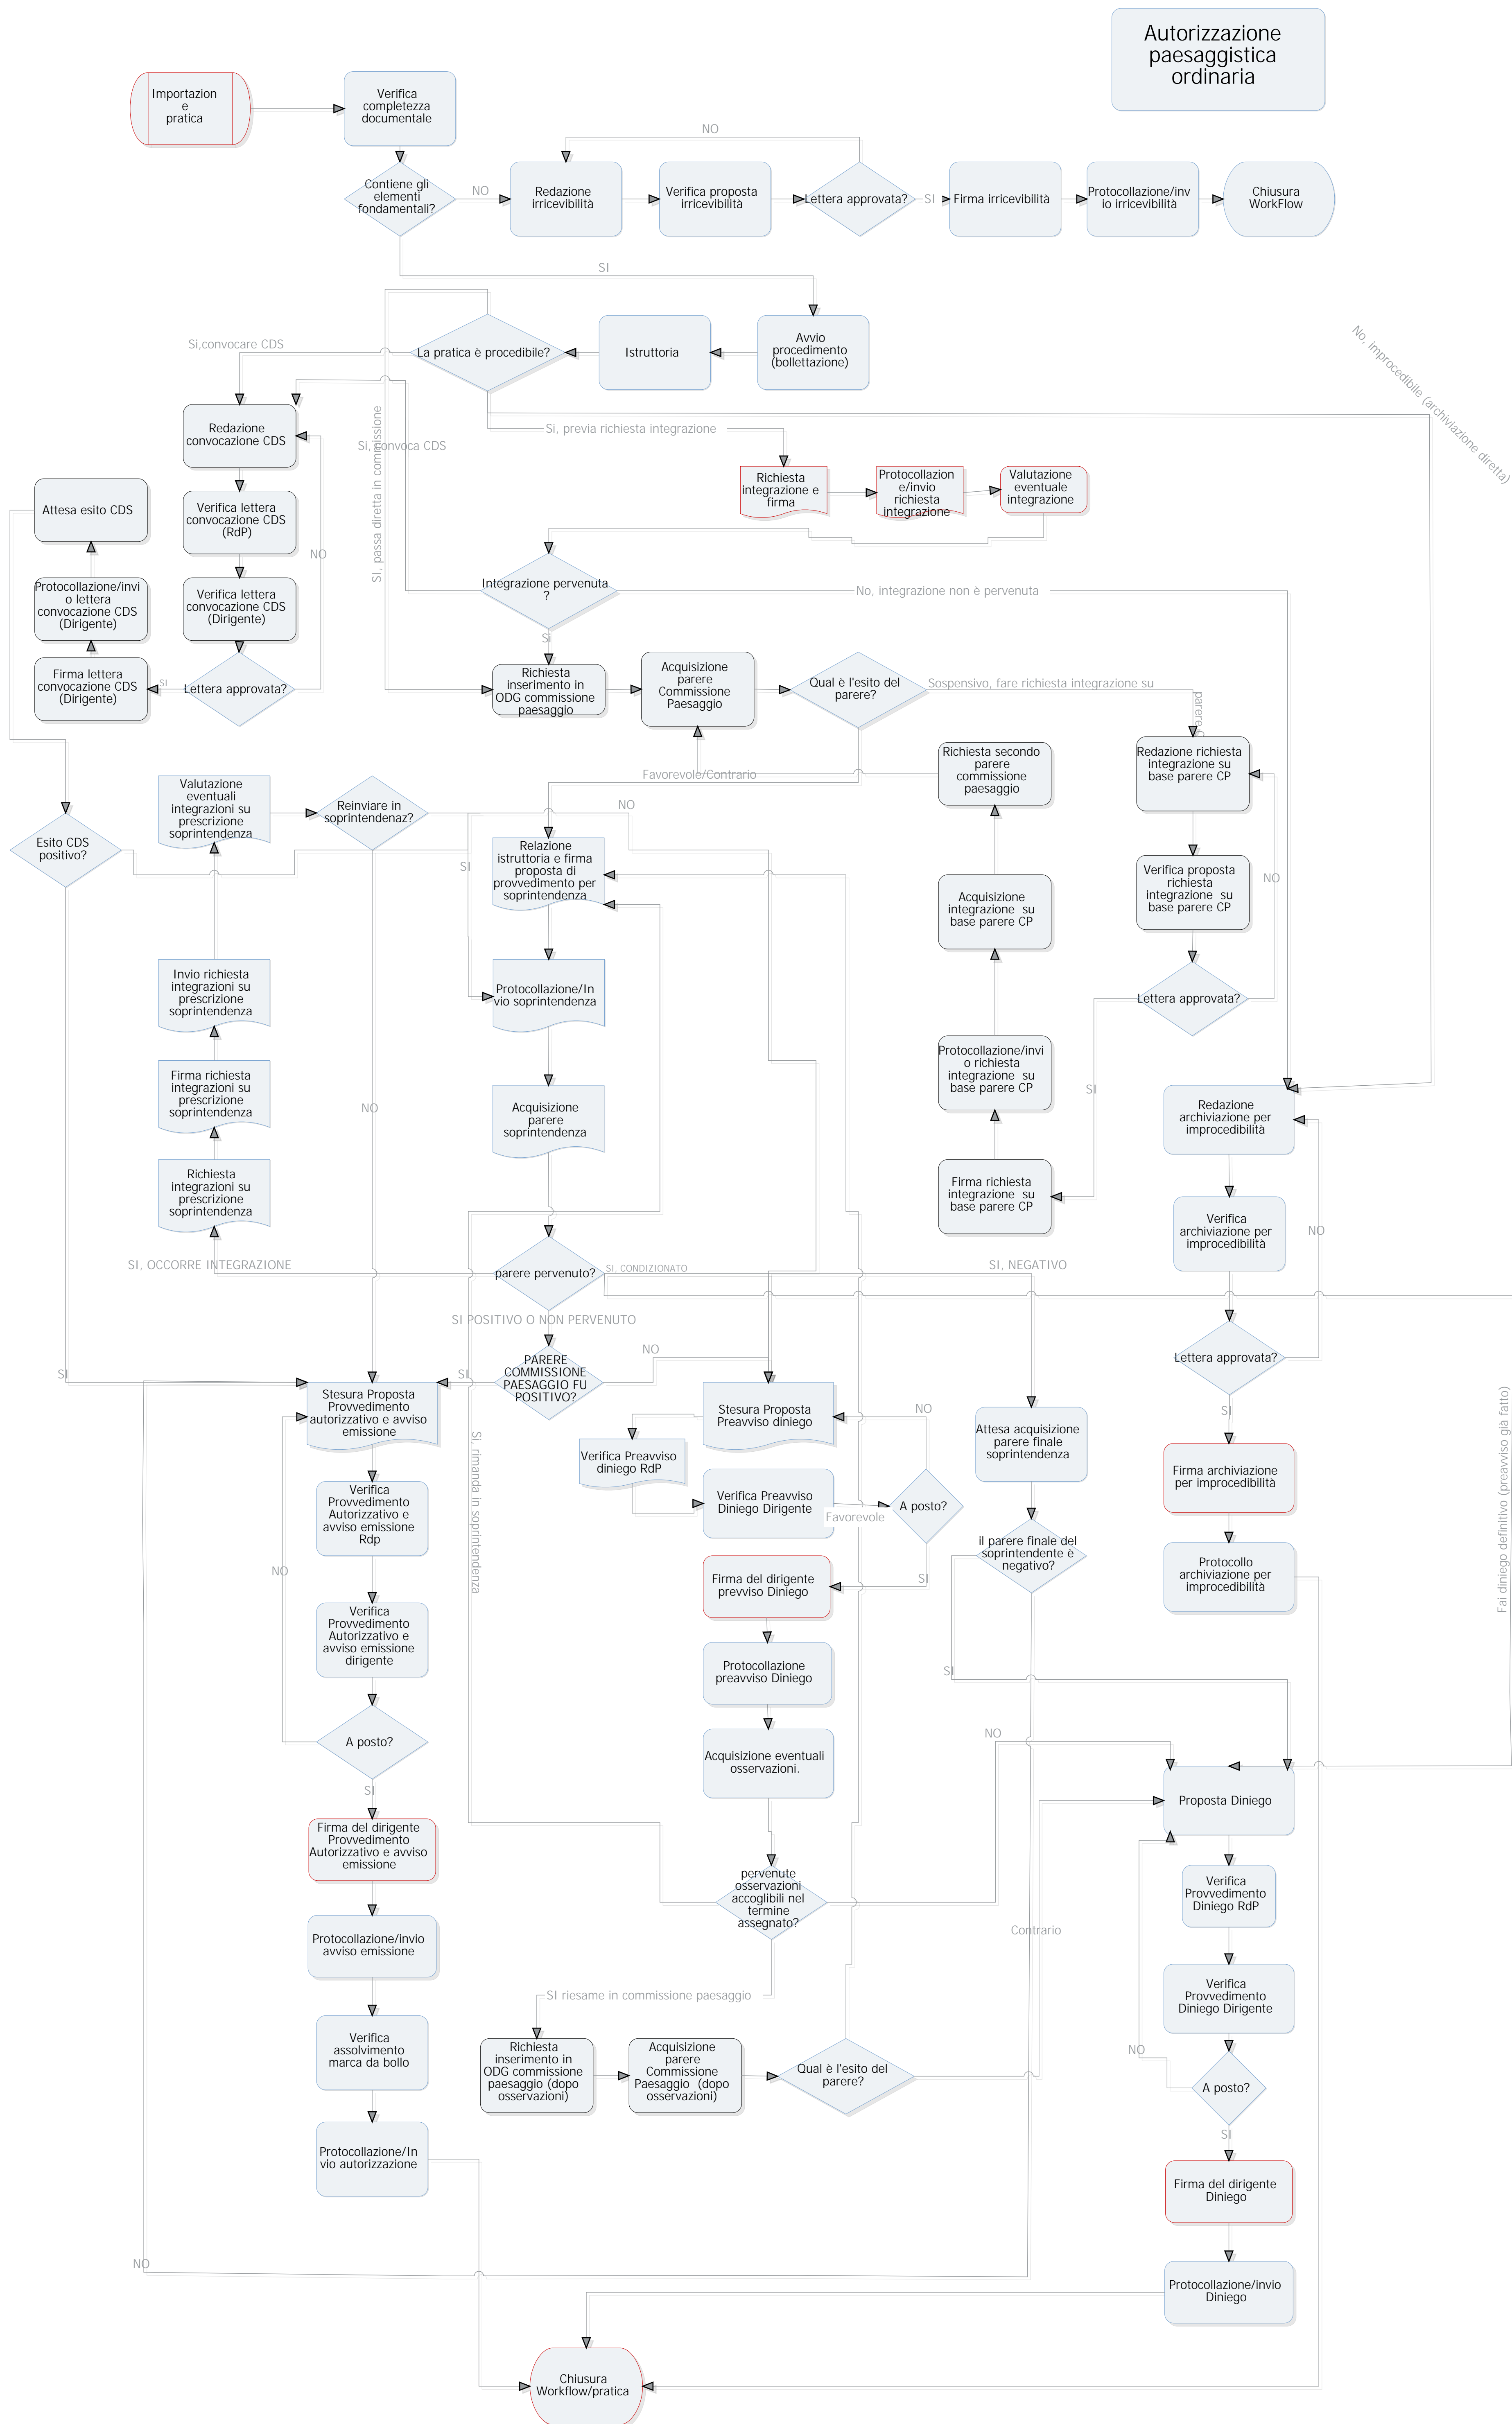 Autorizzazione
paesaggistica
ordinaria
Importazion
e
pratica
Verifica
completezza
documentale
NO
Contiene gli
elementi
fondamentali?
NO
Redazione
irricevibilità
Verifica proposta
irricevibilità
Lettera approvata?
SI
Firma irricevibilità
Protocollazione/inv
io irricevibilità
Chiusura
WorkFlow
SI
Avvio
procedimento
(bollettazione)
Istruttoria
La pratica è procedibile?
Sì,convocare CDS
No, improcedibile (archiviazione diretta)
SI, passa diretta in commissione
Sì, convoca CDS
Si, previa richiesta integrazione
Redazione
convocazione CDS
Richiesta
integrazione e
firma
Protocollazion
e/invio
richiesta
integrazione
Valutazione
eventuale
integrazione
Attesa esito CDS
Verifica lettera
convocazione CDS
(RdP)
NO
Protocollazione/invi
o lettera
convocazione CDS
(Dirigente)
Verifica lettera
convocazione CDS
(Dirigente)
Integrazione pervenuta
?
No, integrazione non è pervenuta
Sì
Firma lettera
convocazione CDS
(Dirigente)
SI
Lettera approvata?
Richiesta
inserimento in
ODG commissione
paesaggio
Acquisizione
parere
Commissione
Paesaggio
Qual è l'esito del
parere?
Sospensivo, fare richiesta integrazione su
parere
Favorevole/Contrario
Richiesta secondo
parere
commissione
paesaggio
Redazione richiesta
integrazione su
base parere CP
Valutazione
eventuali
integrazioni su
prescrizione
soprintendenza
Reinviare in
soprintendenaz?
NO
Esito CDS
positivo?
SI
Relazione
istruttoria e firma
proposta di
provvedimento per
soprintendenza
Acquisizione
integrazione  su
base parere CP
Verifica proposta
richiesta
integrazione  su
base parere CP
NO
Invio richiesta
integrazioni su
prescrizione
soprintendenza
Protocollazione/In
vio soprintendenza
Lettera approvata?
Firma richiesta
integrazioni su
prescrizione
soprintendenza
NO
Acquisizione
parere
soprintendenza
Protocollazione/invi
o richiesta
integrazione  su
base parere CP
SI
Redazione
archiviazione per
improcedibilità
Richiesta
integrazioni su
prescrizione
soprintendenza
Firma richiesta
integrazione  su
base parere CP
Verifica
archiviazione per
improcedibilità
NO
SI, OCCORRE INTEGRAZIONE
parere pervenuto?
SI, CONDIZIONATO
SI, NEGATIVO
SI POSITIVO O NON PERVENUTO
NO
Lettera approvata?
SI
SI
PARERE
COMMISSIONE
PAESAGGIO FU
POSITIVO?
Stesura Proposta
Provvedimento
autorizzativo e avviso
emissione
Stesura Proposta
Preavviso diniego
NO
SI
Attesa acquisizione
parere finale
soprintendenza
Fai diniego definitivo (preavviso già fatto)
Sì, rimanda in soprintendenza
Verifica Preavviso
diniego RdP
Verifica Preavviso
Diniego Dirigente
Favorevole
A posto?
Firma archiviazione
per improcedibilità
Verifica
Provvedimento
Autorizzativo e
avviso emissione
Rdp
NO
il parere finale del
soprintendente è
negativo?
Protocollo
archiviazione per
improcedibilità
Firma del dirigente
prevviso Diniego
SI
Verifica
Provvedimento
Autorizzativo e
avviso emissione
dirigente
Protocollazione
preavviso Diniego
SI
A posto?
Acquisizione eventuali
osservazioni.
NO
SI
Proposta Diniego
Firma del dirigente
Provvedimento
Autorizzativo e avviso
emissione
pervenute
osservazioni
accoglibili nel
termine
assegnato?
Verifica
Provvedimento
Diniego RdP
Contrario
Protocollazione/invio
avviso emissione
SI riesame in commissione paesaggio
Verifica
Provvedimento
Diniego Dirigente
Verifica
assolvimento
marca da bollo
Richiesta
inserimento in
ODG commissione
paesaggio (dopo
osservazioni)
Acquisizione
parere
Commissione
Paesaggio  (dopo
osservazioni)
Qual è l'esito del
parere?
NO
A posto?
SI
Protocollazione/In
vio autorizzazione
Firma del dirigente
Diniego
NO
Protocollazione/invio
Diniego
Chiusura
Workflow/pratica